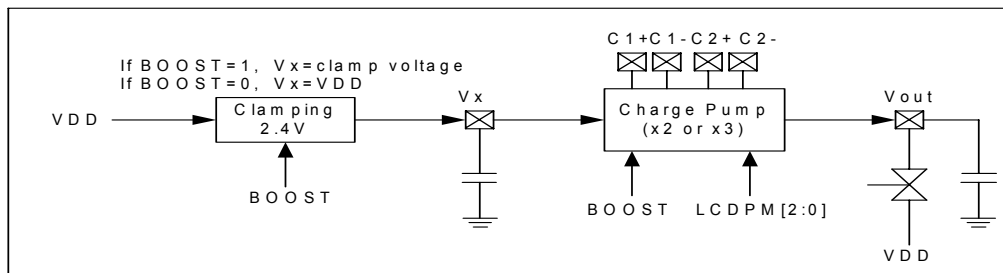 C1+ C1- C2+ C2-
If BOOST=1, Vx=clamp voltage
If BOOST=0, Vx=VDD
VDD
Clamping
2.4V
Vx
Charge Pump
(x2 or x3)
Vout
BOOST
BOOST
LCDPM[2:0]
VDD